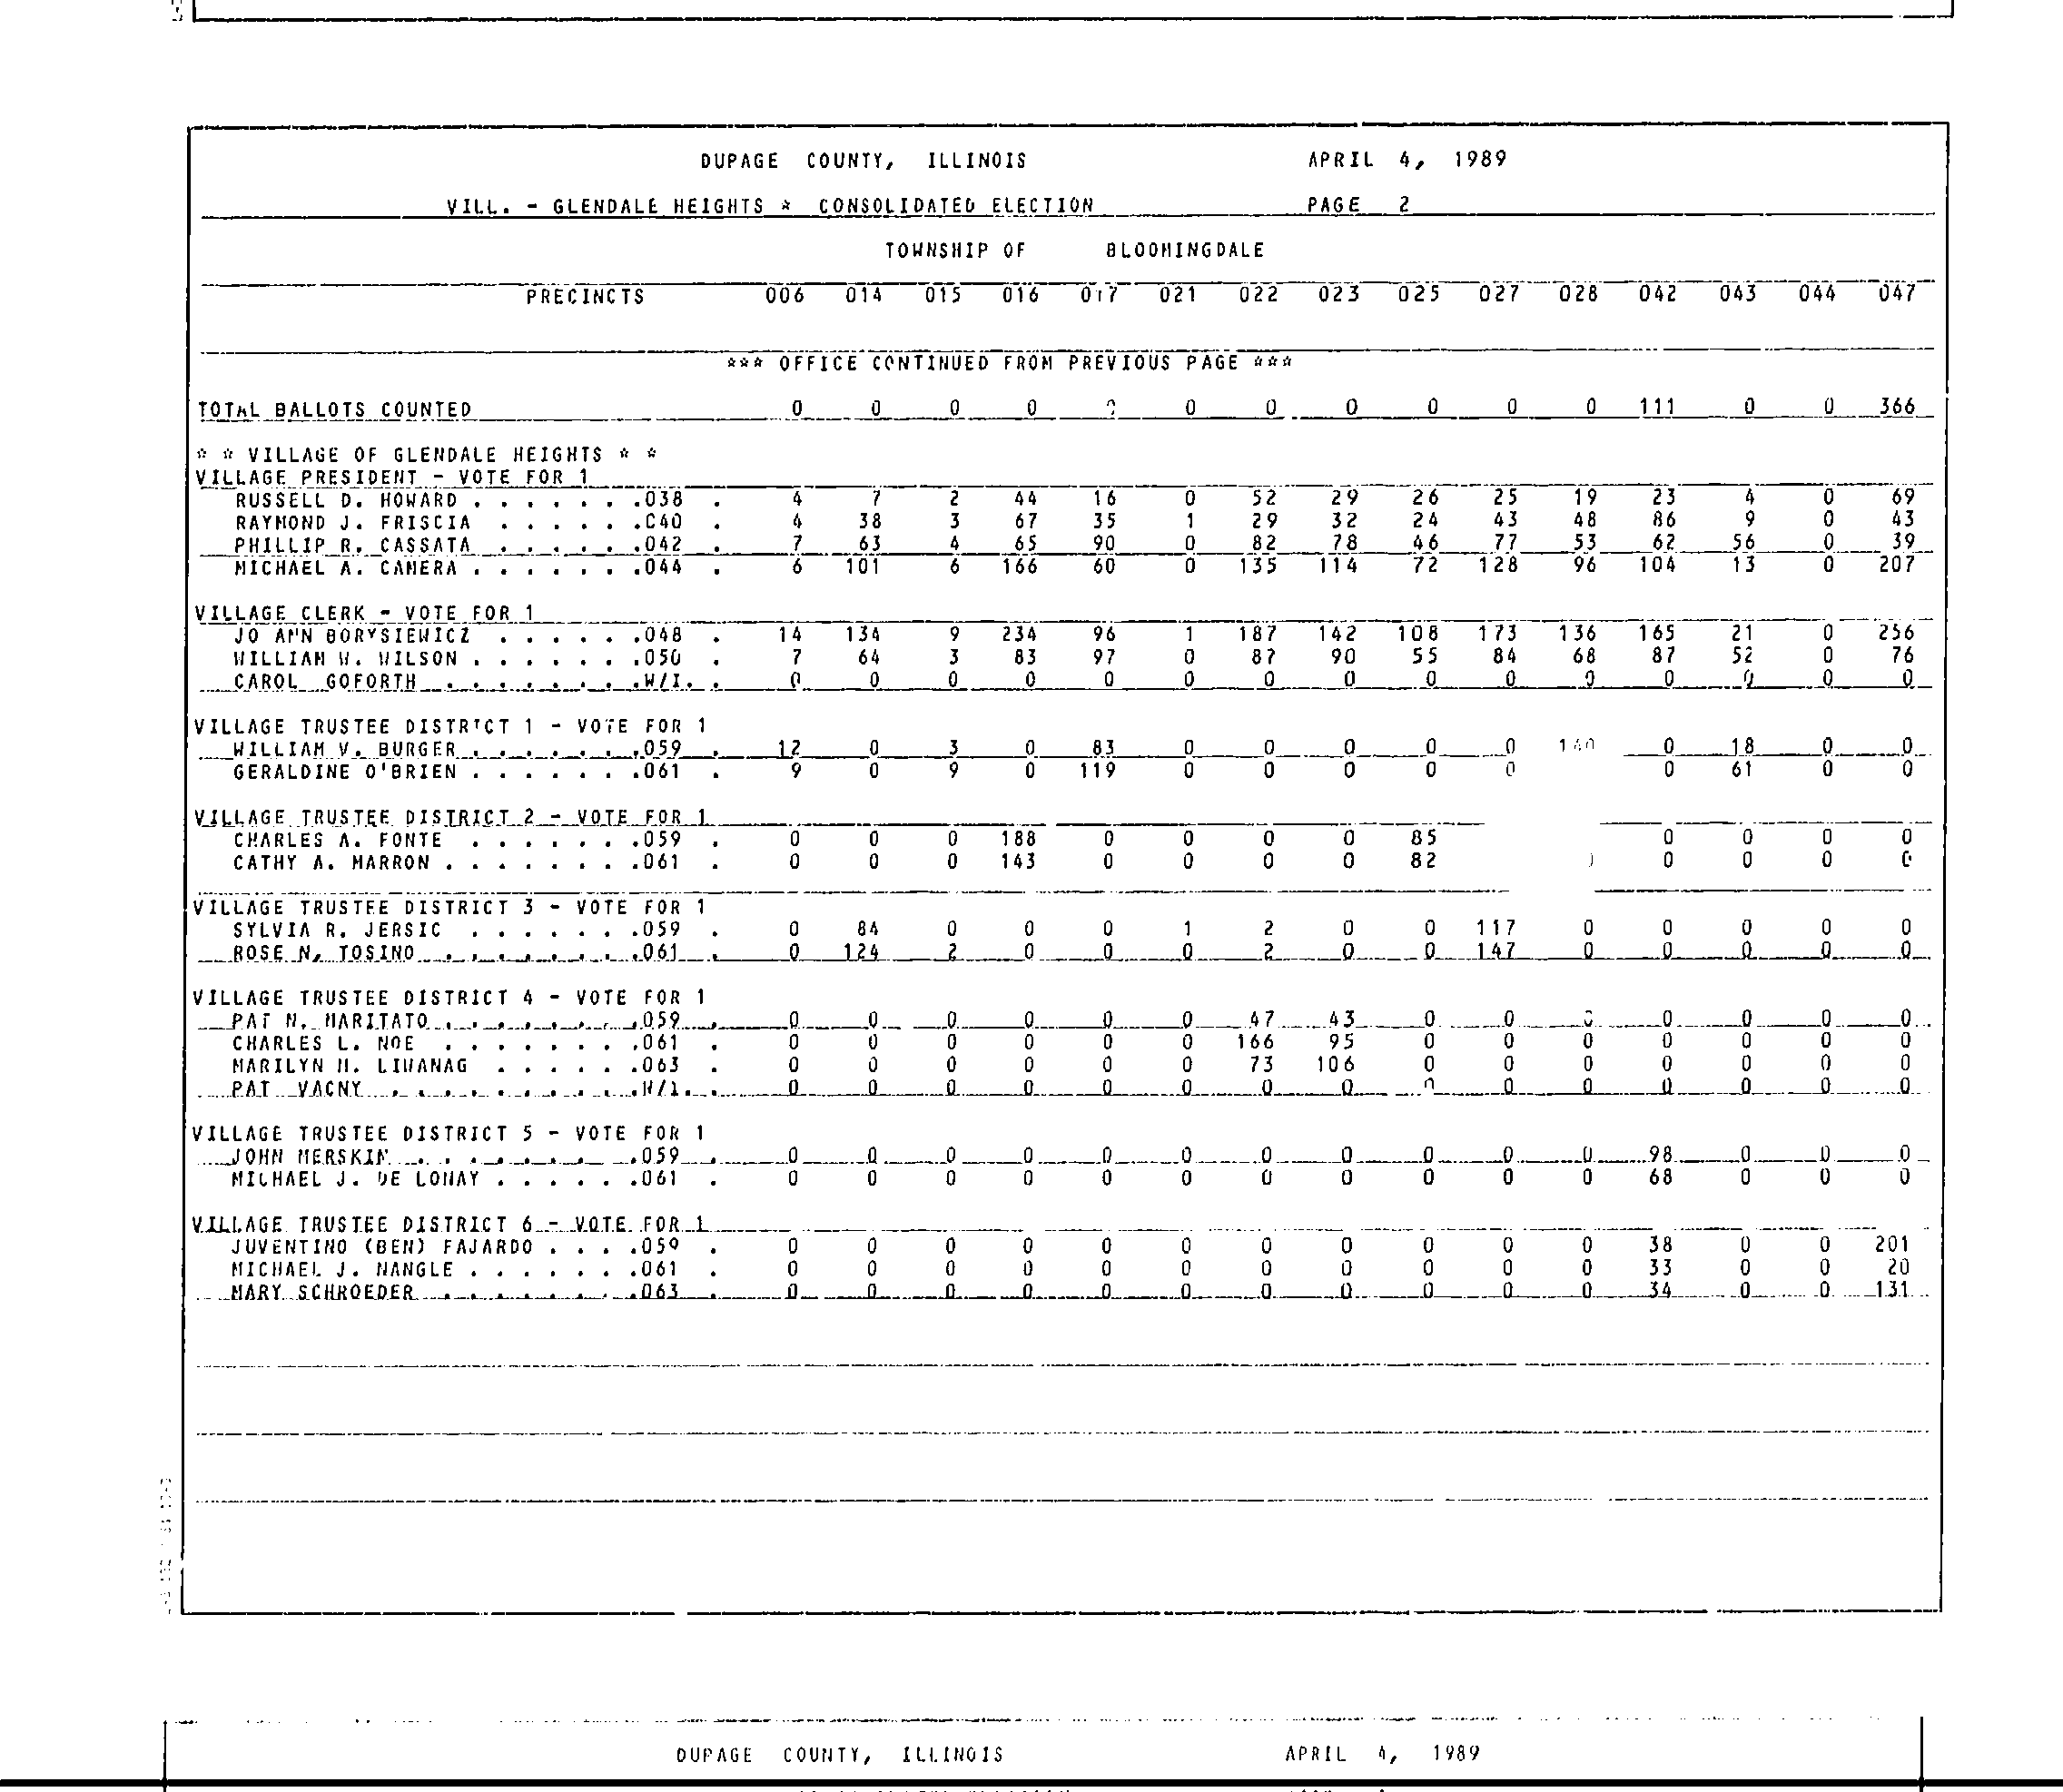 DUPAGE COUNTY, ILLINOIS APRIL 4, 1989
VILL. - GLENDALE HEIGHTS * CONSOLIDATED ELECTION PAGE 2
TOWNSHIP OF BLOOMINGDALE
PRECINCTS 006 014 015 016 017 021 022 023 025 027 028 042 043 044 047
*** OFFICE CONTINUED FROM PREVIOUS PAGE ***
TOTAL BALLOTS COUNTED 0 0 0 0 0 0 0 0 0 0 111 0 0 366
* * VILLAGE OF GLENDALE HEIGHTS * *
VILLAGE PRESIDENT - VOTE FOR 1
RUSSELL D. HOWARD . . . . . . .038 . 4 7 2 44 16 0 52 29 26 25 19 23 4 0 69
RAYMOND J. FRISCIA . . . . . .C40 . 4 38 3 67 35 1 29 32 24 43 48 86 9 0 43
PHILLIP R. CASSATA . . . . . .042 . 7 63 4 65 90 0 82 78 46 77 53 62 56 0 39
MICHAEL A. CAMERA . . . . . . .044 . 6 101 6 166 60 0 135 114 72 128 96 104 13 0 207
VILLAGE CLERK - VOTE FOR 1
JO ANN BORYSIEWICZ . . . . . .048 . 14 134 9 234 96 1 187 142 108 173 136 165 21 0 256
WILLIAM W. WILSON . . . . . . .050 . 7 64 3 83 97 0 87 90 55 84 68 87 52 0 76
CAROL GOFORTH . . . . . . . .W/I. . 0 0 0 0 0 0 0 0 0 0 0 0 0 0 0
VILLAGE TRUSTEE DISTRICT 1 - VOTE FOR 1
WILLIAM V. BURGER . . . . . . .059 . 12 0 3 0 83 0 0 0 0 0 0 18 0 0
GERALDINE O'BRIEN . . . . . . .061 . 9 0 9 0 119 0 0 0 0 0 0 61 0 0
VILLAGE TRUSTEE DISTRICT 2 - VOTE FOR 1
CHARLES A. FONTE . . . . . . .059 . 0 0 0 188 0 0 0 0 85 0 0 0 0
CATHY A. MARRON . . . . . . . .061 . 0 0 0 143 0 0 0 0 82 0 0 0 0
VILLAGE TRUSTEE DISTRICT 3 - VOTE FOR 1
SYLVIA R. JERSIC . . . . . . .059 . 0 84 0 0 0 1 2 0 0 117 0 0 0 0 0
ROSE N. TOSINO . . . . . . . .061 . 0 124 2 0 0 0 2 0 0 147 0 0 0 0 0
VILLAGE TRUSTEE DISTRICT 4 - VOTE FOR 1
PAT N. MARITATO . . . . . . . .059 . 0 0 0 0 0 0 47 43 0 0 0 0 0 0 0
CHARLES L. NOE . . . . . . . .061 . 0 0 0 0 0 0 166 95 0 0 0 0 0 0 0
MARILYN M. LIWANAG . . . . . .063 . 0 0 0 0 0 0 73 106 0 0 0 0 0 0 0
PAT VACNY . . . . . . . . . .W/I. . 0 0 0 0 0 0 0 0 0 0 0 0 0 0 0
VILLAGE TRUSTEE DISTRICT 5 - VOTE FOR 1
JOHN MERSKIN . . . . . . . . .059 . 0 0 0 0 0 0 0 0 0 0 0 98 0 0 0
MICHAEL J. DE LONAY . . . . . .061 . 0 0 0 0 0 0 0 0 0 0 0 68 0 0 0
VILLAGE TRUSTEE DISTRICT 6 - VOTE FOR 1
JUVENTINO (BEN) FAJARDO . . . .059 . 0 0 0 0 0 0 0 0 0 0 0 38 0 0 201
MICHAEL J. NANGLE . . . . . . .061 . 0 0 0 0 0 0 0 0 0 0 0 33 0 0 20
MARY SCHROEDER . . . . . . . .063 . 0 0 0 0 0 0 0 0 0 0 0 34 0 0 131
DUPAGE COUNTY, ILLINOIS APRIL 4, 1989